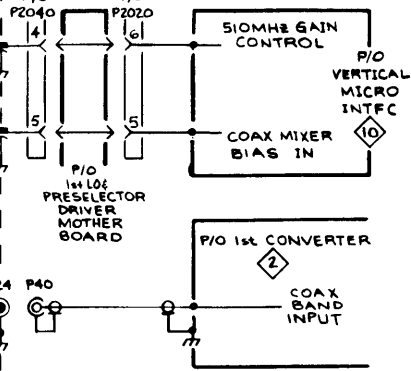 P2040
P2020
4
6
510MHz GAIN
CONTROL
P/O
VERTICAL
MICRO
INTFC
10
5
5
COAX MIXER
BIAS IN
P/O
1st LO &
PRESELECTOR
DRIVER
MOTHER
BOARD
P/O 1st CONVERTER
2
24
P40
COAX
BAND
INPUT